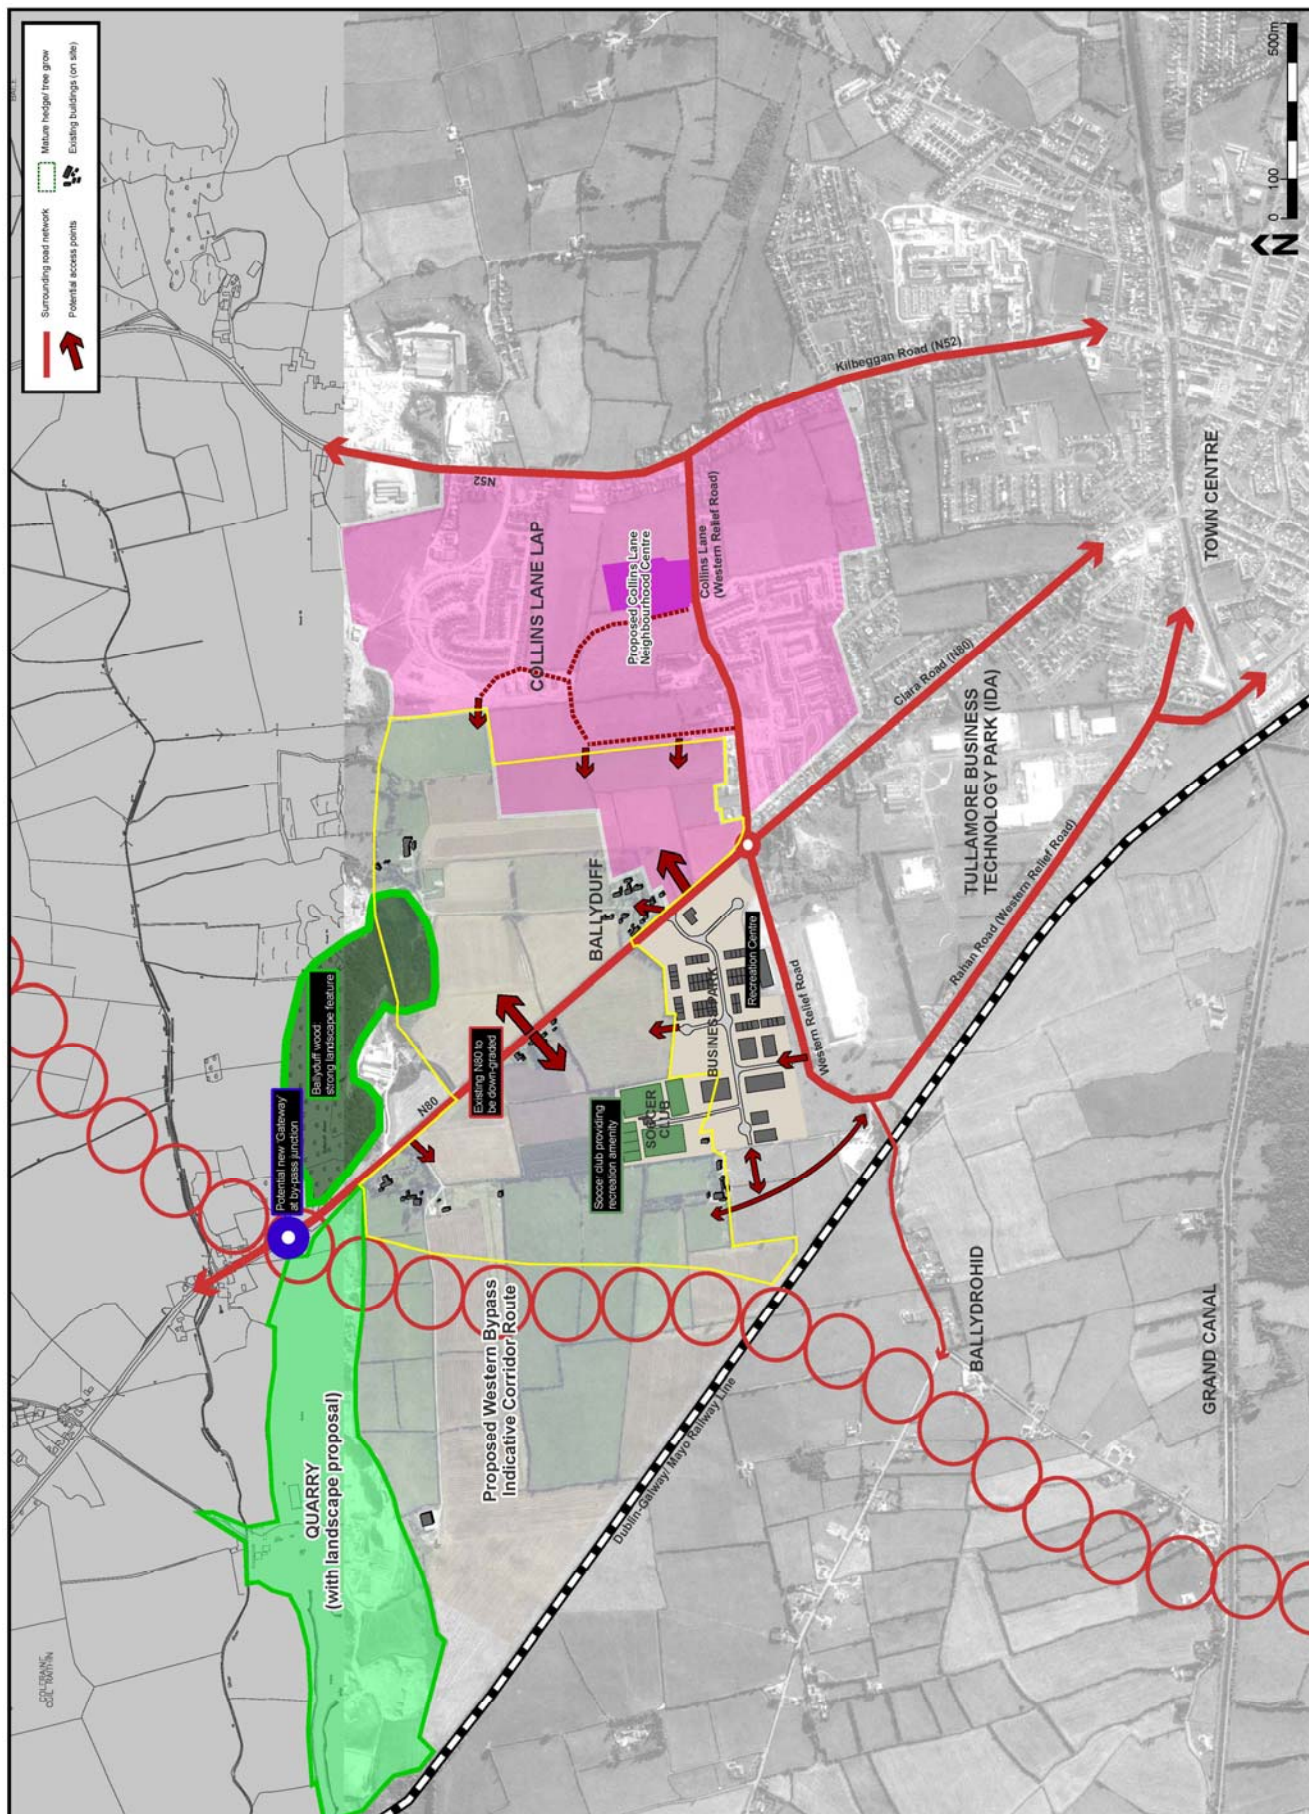 Surrounding road network
Potential access points
Mature hedge/ tree grow
Existing buildings (on site)
Potential new 'Gateway'
at by-pass junction
Ballyduff wood
strong landscape feature
QUARRY
(with landscape proposal)
N80
Existing N80 to
be down-graded
N52
COLLINS LANE LAP
Proposed Collins Lane
Neighbourhood Centre
Collins Lane
(Western Relief Road)
Kilbeggan Road (N52)
BALLYDUFF
Soccer club providing
recreation amenity
SOCCER
CLUB
BUSINESS PARK
Recreation Centre
Western Relief Road
Clara Road (N80)
Proposed Western Bypass
Indicative Corridor Route
Dublin-Galway/ Mayo Railway Line
TULLAMORE BUSINESS
TECHNOLOGY PARK (IDA)
Rahan Road (Western Relief Road)
BALLYDROHID
TOWN CENTRE
GRAND CANAL
N
0
100
500m